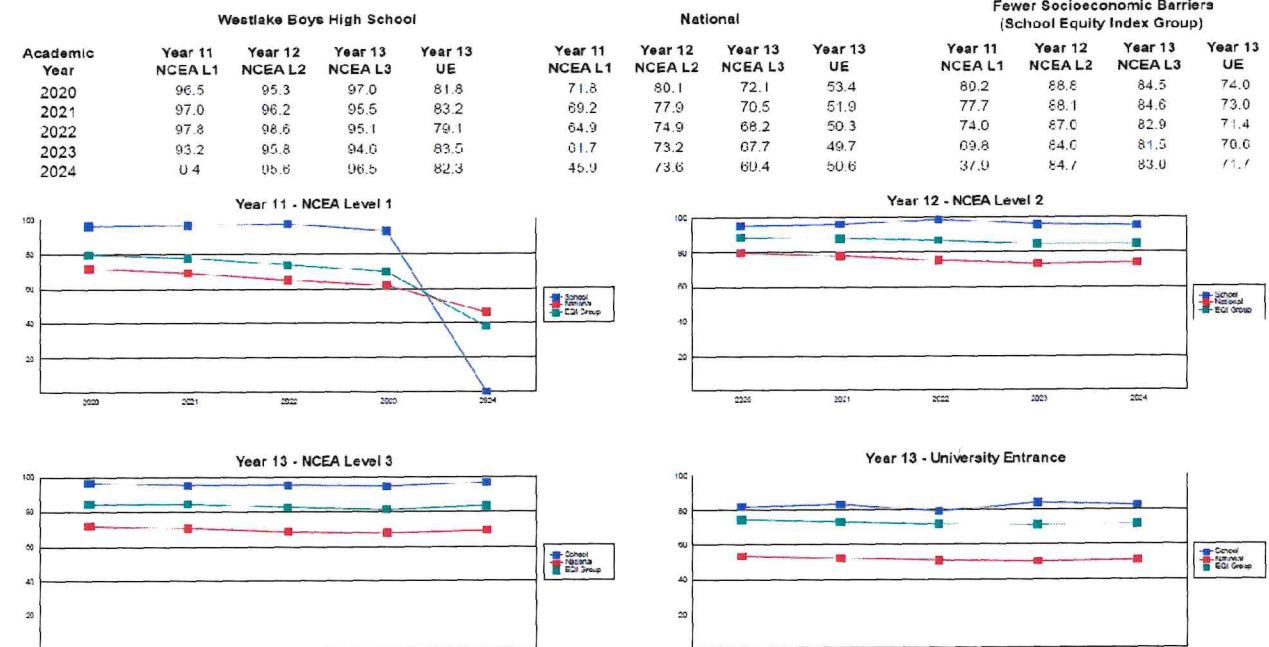 Westlake Boys High School
National
Fewer Socioeconomic Barriers
(School Equity Index Group)
Academic Year 11 Year 12 Year 13 Year 13 Year 11 Year 12 Year 13 Year 13 Year 11 Year 12 Year 13 Year 13
Year NCEA L1 NCEA L2 NCEA L3 UE NCEA L1 NCEA L2 NCEA L3 UE NCEA L1 NCEA L2 NCEA L3 UE
2020 96.5 95.3 97.0 81.8 71.8 80.1 72.1 53.4 80.2 88.8 84.5 74.0
2021 97.0 96.2 95.5 83.2 69.2 77.9 70.5 51.9 77.7 88.1 84.6 73.0
2022 97.8 98.6 95.1 79.1 64.9 74.9 68.2 50.3 74.0 87.0 82.9 71.4
2023 93.2 95.8 94.6 83.5 61.7 73.2 67.7 49.7 69.8 84.6 81.5 70.6
2024 0.4 95.6 96.5 82.3 45.9 73.6 69.4 50.6 37.9 84.7 83.0 71.7
Year 11 - NCEA Level 1
100
80
60
40
20
2020 2021 2022 2023 2024
School
National
EQI Group
Year 12 - NCEA Level 2
100
80
60
40
20
2020 2021 2022 2023 2024
School
National
EQI Group
Year 13 - NCEA Level 3
100
80
60
40
20
School
National
EQI Group
Year 13 - University Entrance
100
80
60
40
20
School
National
EQI Group